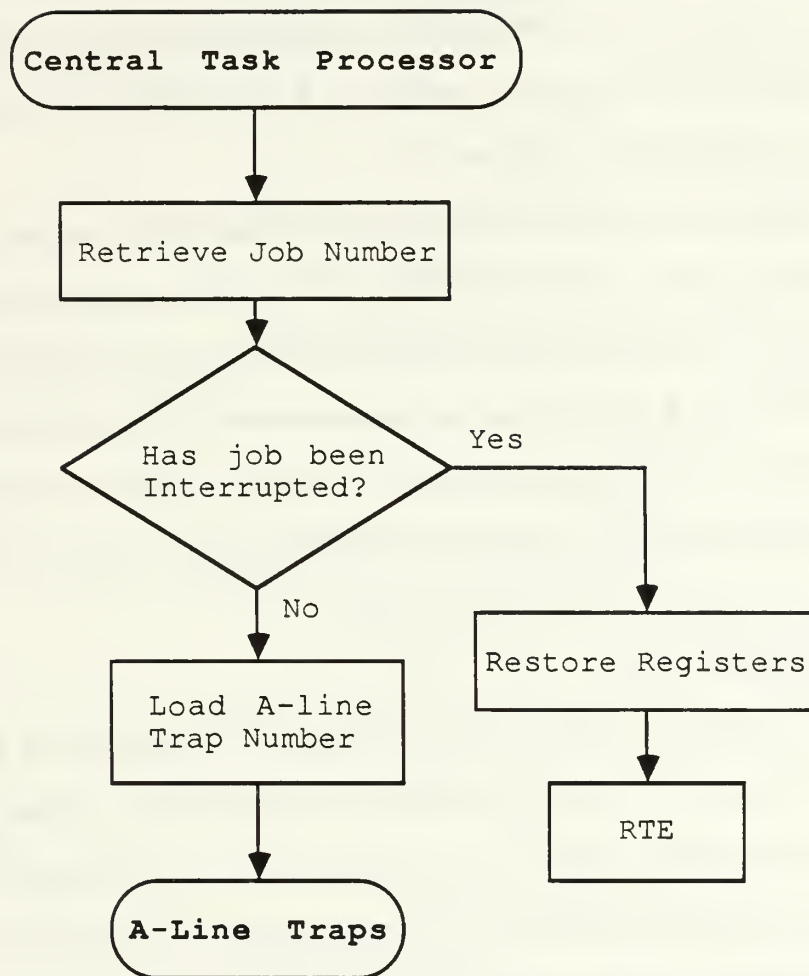 Central Task Processor
Retrieve Job Number
Has job been
Interrupted?
Yes
No
Restore Registers
Load A-line
Trap Number
RTE
A-Line Traps